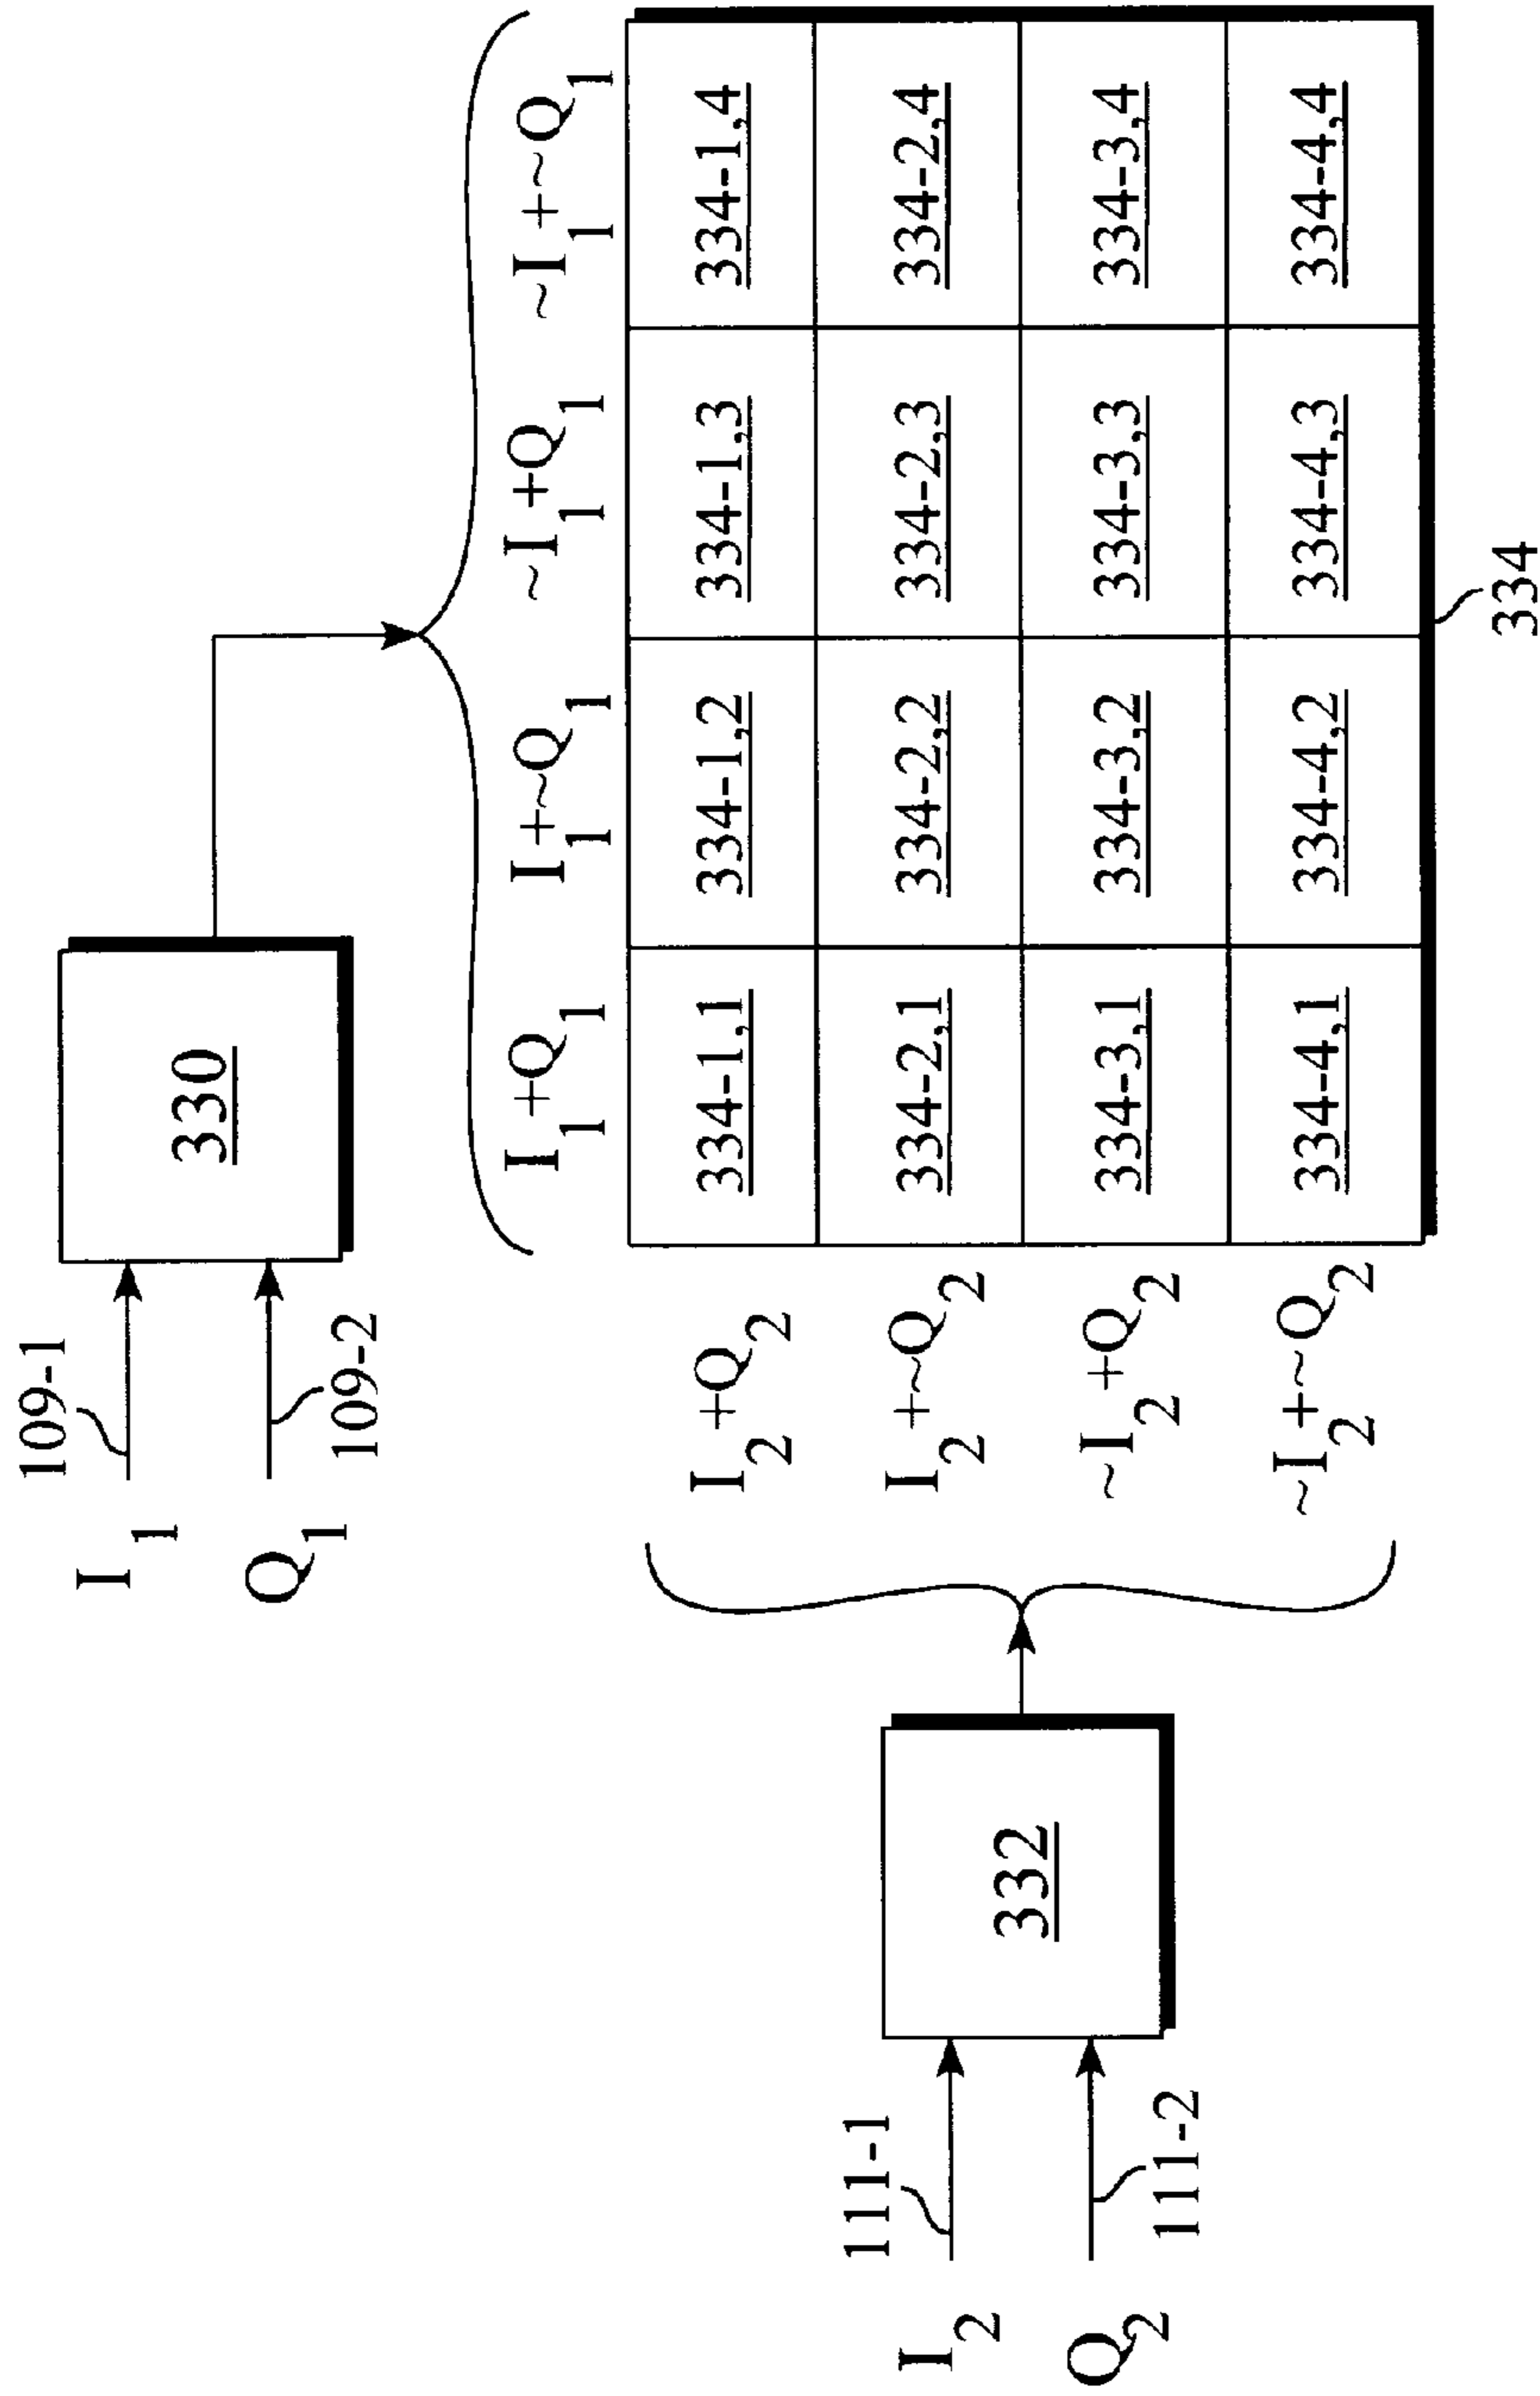 109-1
I1
330
Q1
109-2
I1+Q1 I1+~Q1 ~I1+Q1 ~I1+~Q1
I2+Q2 334-1,1 334-1,2 334-1,3 334-1,4
111-1
I2
332
I2+~Q2 334-2,1 334-2,2 334-2,3 334-2,4
Q2
111-2
~I2+Q2 334-3,1 334-3,2 334-3,3 334-3,4
~I2+~Q2 334-4,1 334-4,2 334-4,3 334-4,4
334